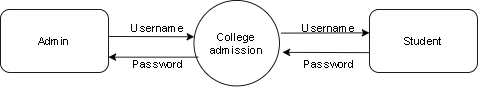 Username
Admin
College
admission
Password
Username
Student
Password